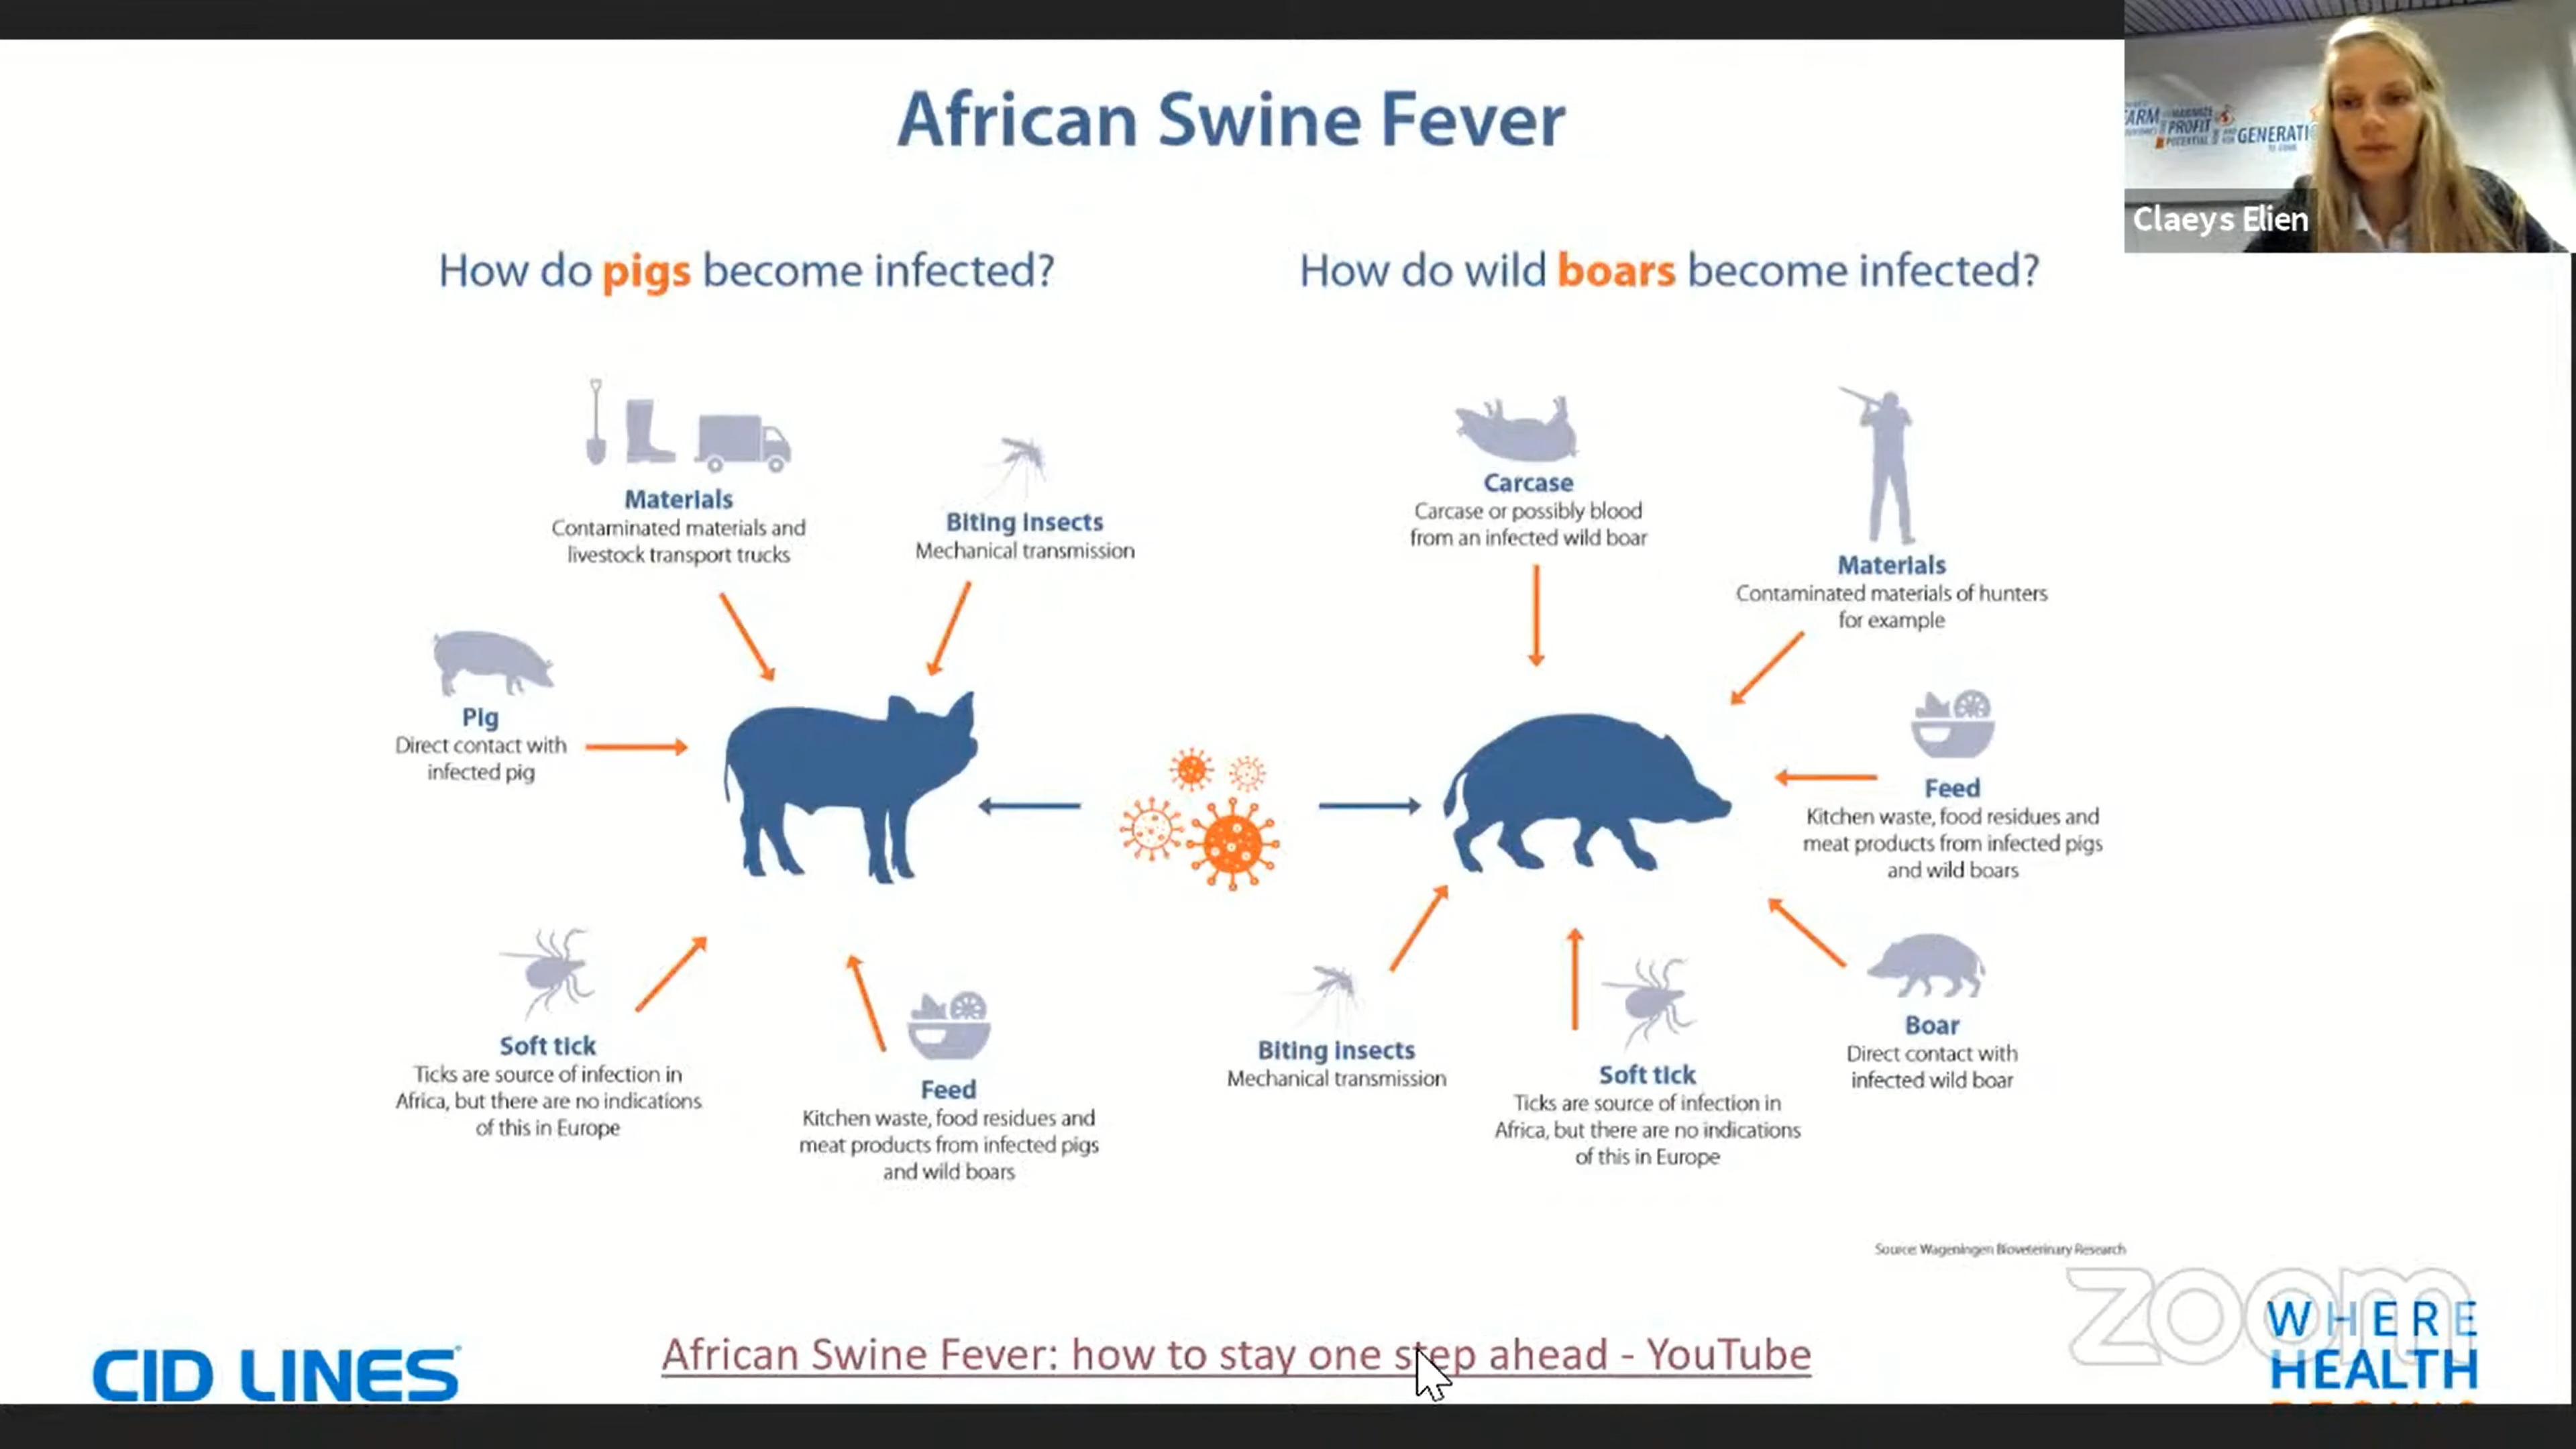 African Swine Fever
How do pigs become infected?
Materials
Contaminated materials and
livestock transport trucks
Biting insects
Mechanical transmission
Pig
Direct contact with
infected pig
Soft tick
Ticks are source of infection in
Africa, but there are no indications
of this in Europe
Feed
Kitchen waste, food residues and
meat products from infected pigs
and wild boars
How do wild boars become infected?
Carcase
Carcase or possibly blood
from an infected wild boar
Materials
Contaminated materials of hunters
for example
Feed
Kitchen waste, food residues and
meat products from infected pigs
and wild boars
Biting insects
Mechanical transmission
Soft tick
Ticks are source of infection in
Africa, but there are no indications
of this in Europe
Boar
Direct contact with
infected wild boar
Source: Wageningen Bioveterinary Research
CID LINES
African Swine Fever: how to stay one step ahead - YouTube
zoom
WHERE
HEALTH
ARM
PROFIT
POTENTIAL
GENERATI
Claeys Elien